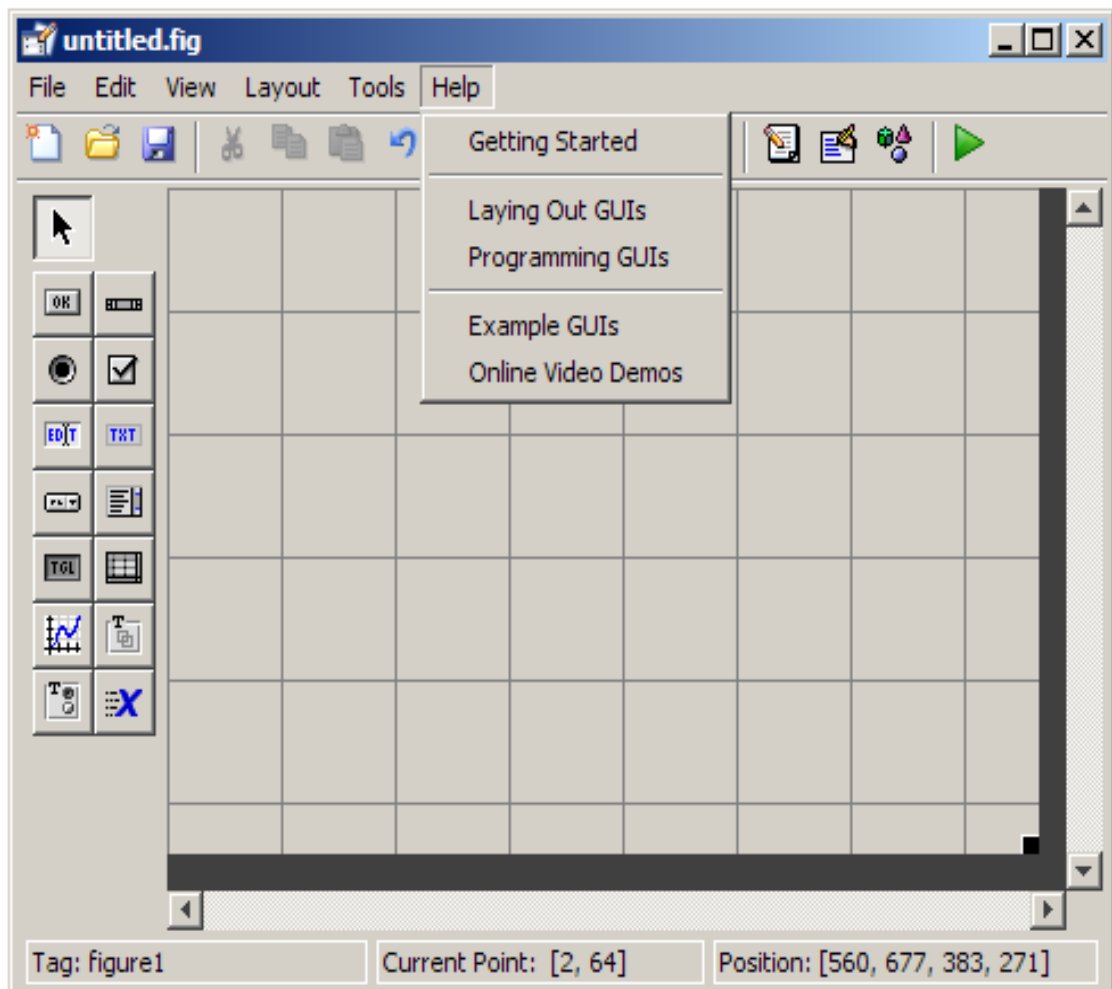 untitled.fig
File Edit View Layout Tools Help
Getting Started
Laying Out GUIs
Programming GUIs
Example GUIs
Online Video Demos
OK
EDIT TXT
TGL
T
T X
Tag: figure1 Current Point: [2, 64] Position: [560, 677, 383, 271]